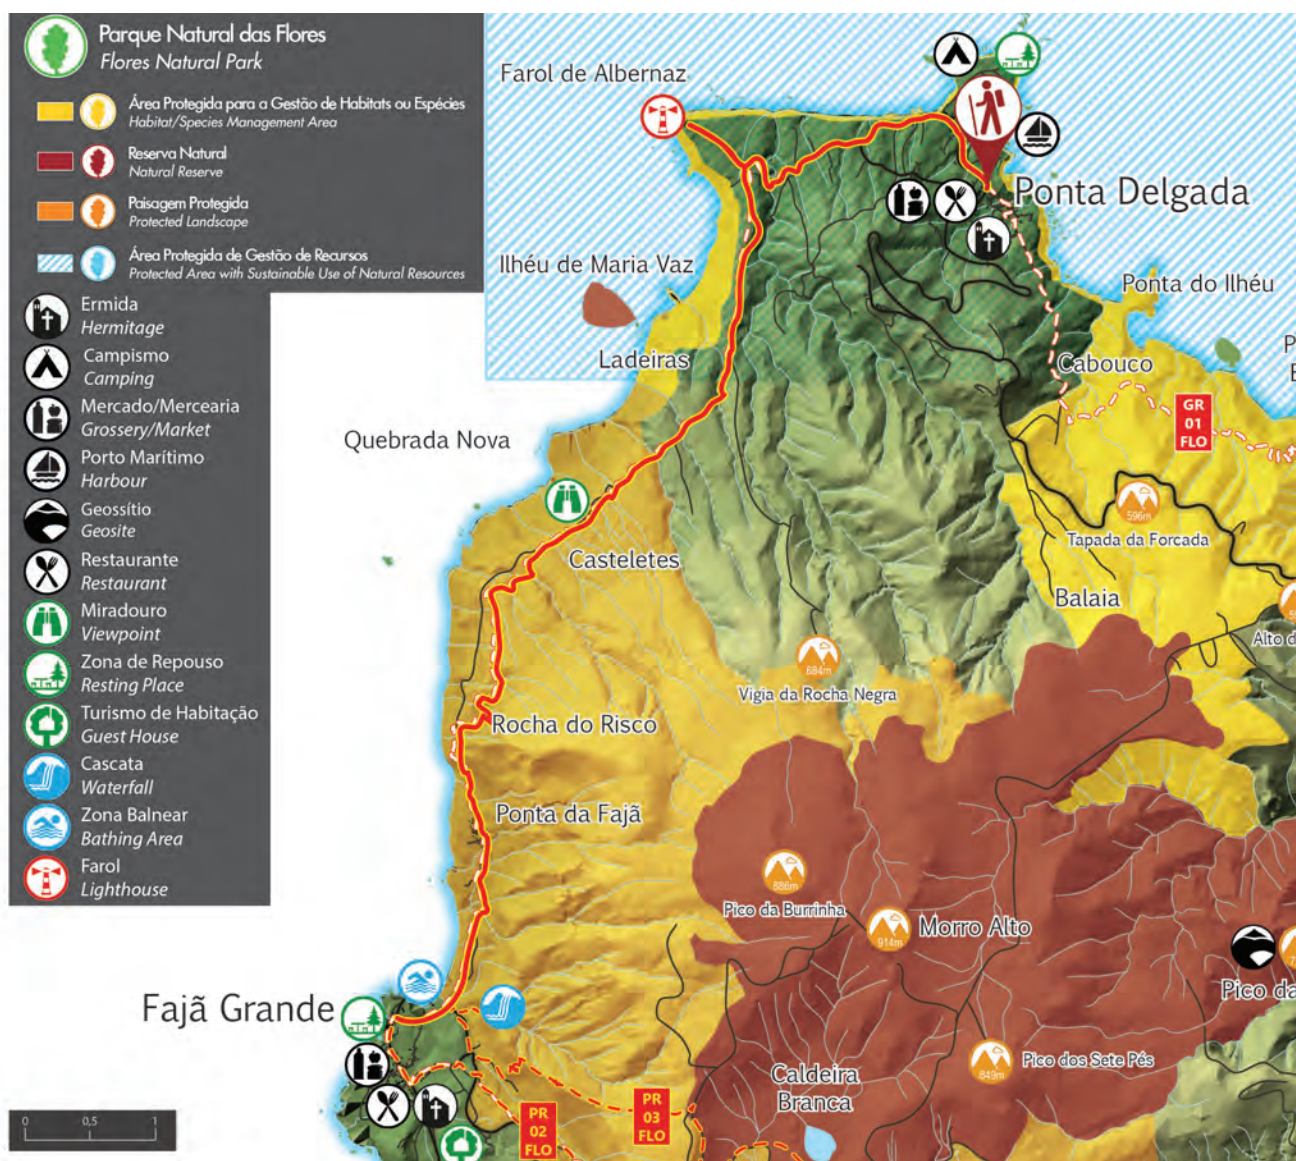 Parque Natural das Flores
Flores Natural Park
Área Protegida para a Gestão de Habitats ou Espécies
Habitat/Species Management Area
Reserva Natural
Natural Reserve
Paisagem Protegida
Protected Landscape
Área Protegida de Gestão de Recursos
Protected Area with Sustainable Use of Natural Resources
Ermida
Hermitage
Campismo
Camping
Mercado/Mercearia
Grossery/Market
Porto Marítimo
Harbour
Geossítio
Geosite
Restaurante
Restaurant
Miradouro
Viewpoint
Zona de Repouso
Resting Place
Turismo de Habitação
Guest House
Cascata
Waterfall
Zona Balnear
Bathing Area
Farol
Lighthouse
0 0,5 1
Farol de Albernaz
Ponta Delgada
Ilhéu de Maria Vaz
Ponta do Ilhéu
Ladeiras
Cabouco
GR
01
FLO
Quebrada Nova
596m
Tapada da Forcada
Casteletes
Balaia
Alto d
684m
Vigia da Rocha Negra
Rocha do Risco
Ponta da Fajã
886m
Pico da Burrinha
914m
Morro Alto
Pico da
Fajã Grande
849m
Pico dos Sete Pés
Caldeira
Branca
PR
03
FLO
PR
02
FLO